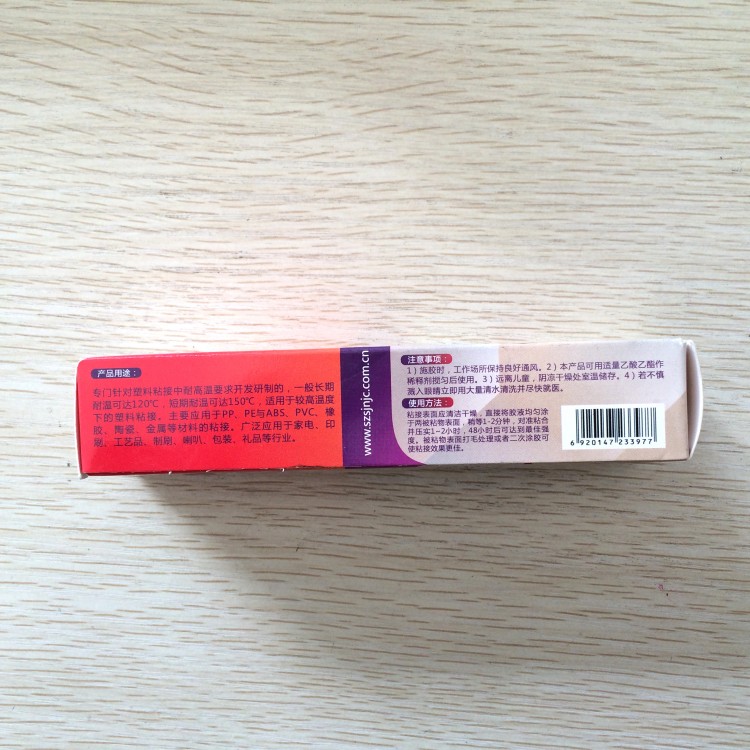 产品用途：
专门针对塑料粘接中耐高温要求开发研制的，一般长期
耐温可达120℃，短期耐温可达150℃，适用于较高温度
下的塑料粘接。主要应用于PP、PE与ABS、PVC、橡
胶、陶瓷、金属等材料的粘接。广泛应用于家电、印
刷、工艺品、制刷、喇叭、包装、礼品等行业。
www.szsjnjc.com.cn
注意事项：
1）施胶时，工作场所保持良好通风。2）本产品可用适量乙酸乙酯作
稀释剂搅匀后使用。3）远离儿童，阴凉干燥处室温储存。4）若不慎
溅入眼睛立即用大量清水清洗并尽快就医。
使用方法：
粘接表面应清洁干燥，直接将胶液均匀涂
于两被粘物表面，稍等1-2分钟，对准粘合
并压实1-2小时，48小时后可达到最佳强
度。被粘物表面打毛处理或者二次涂胶可
使粘接效果更佳。
6 920147 233977